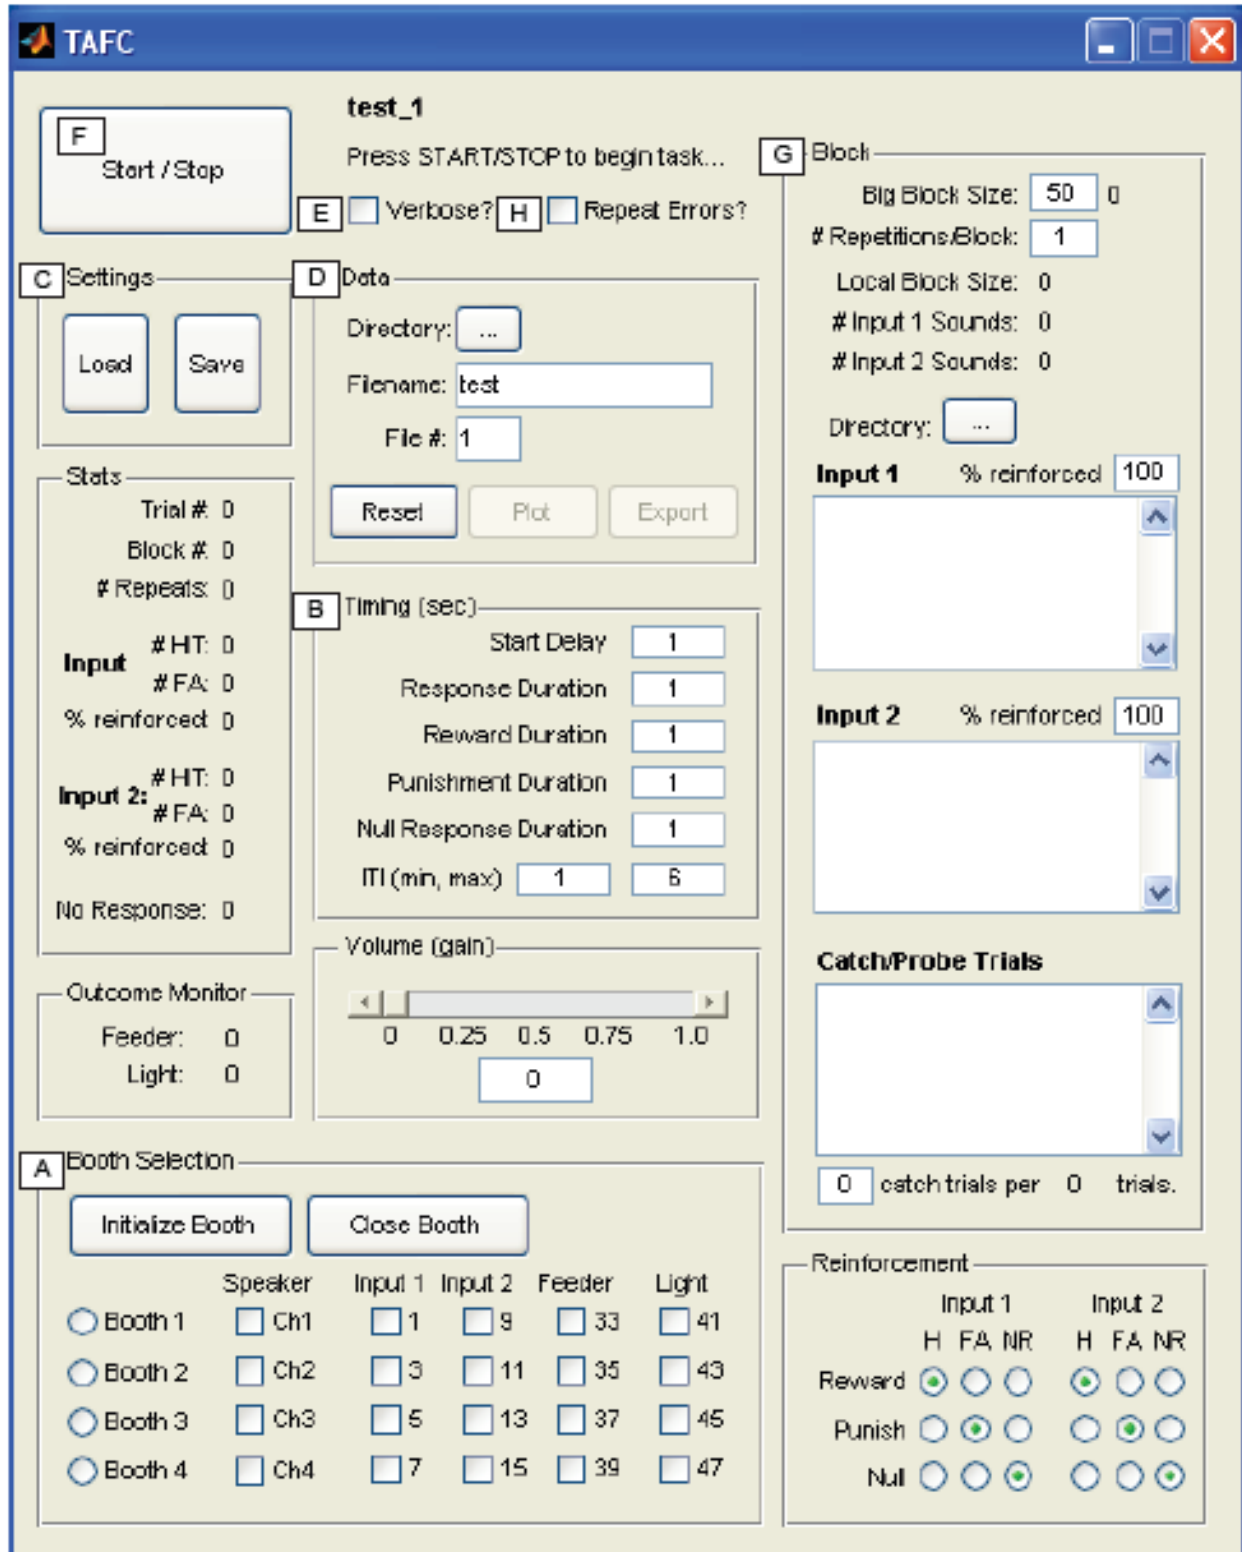 TAFC
test_1
F
Start / Stop
Press START/STOP to begin task...
E Verbose? H Repeat Errors?
C Settings
Load Save
D Data
Directory: ...
Filename: test
File #: 1
Reset Plot Export
Stats
Trial #: 0
Block #: 0
# Repeats: 0
Input
# HIT: 0
# FA: 0
% reinforced: 0
Input 2:
# HIT: 0
# FA: 0
% reinforced: 0
No Response: 0
B Timing (sec)
Start Delay 1
Response Duration 1
Reward Duration 1
Punishment Duration 1
Null Response Duration 1
ITI (min, max) 1 6
Outcome Monitor
Feeder: 0
Light: 0
Volume (gain)
0 0.25 0.5 0.75 1.0
0
G Block
Big Block Size: 50 0
# Repetitions/Block: 1
Local Block Size: 0
# Input 1 Sounds: 0
# Input 2 Sounds: 0
Directory: ...
Input 1 % reinforced 100
Input 2 % reinforced 100
Catch/Probe Trials
0 catch trials per 0 trials.
A Booth Selection
Initialize Booth Close Booth
Speaker Input 1 Input 2 Feeder Light
Booth 1 Ch1 1 9 33 41
Booth 2 Ch2 3 11 35 43
Booth 3 Ch3 5 13 37 45
Booth 4 Ch4 7 15 39 47
Reinforcement
Input 1 Input 2
H FA NR H FA NR
Reward
Punish
Null